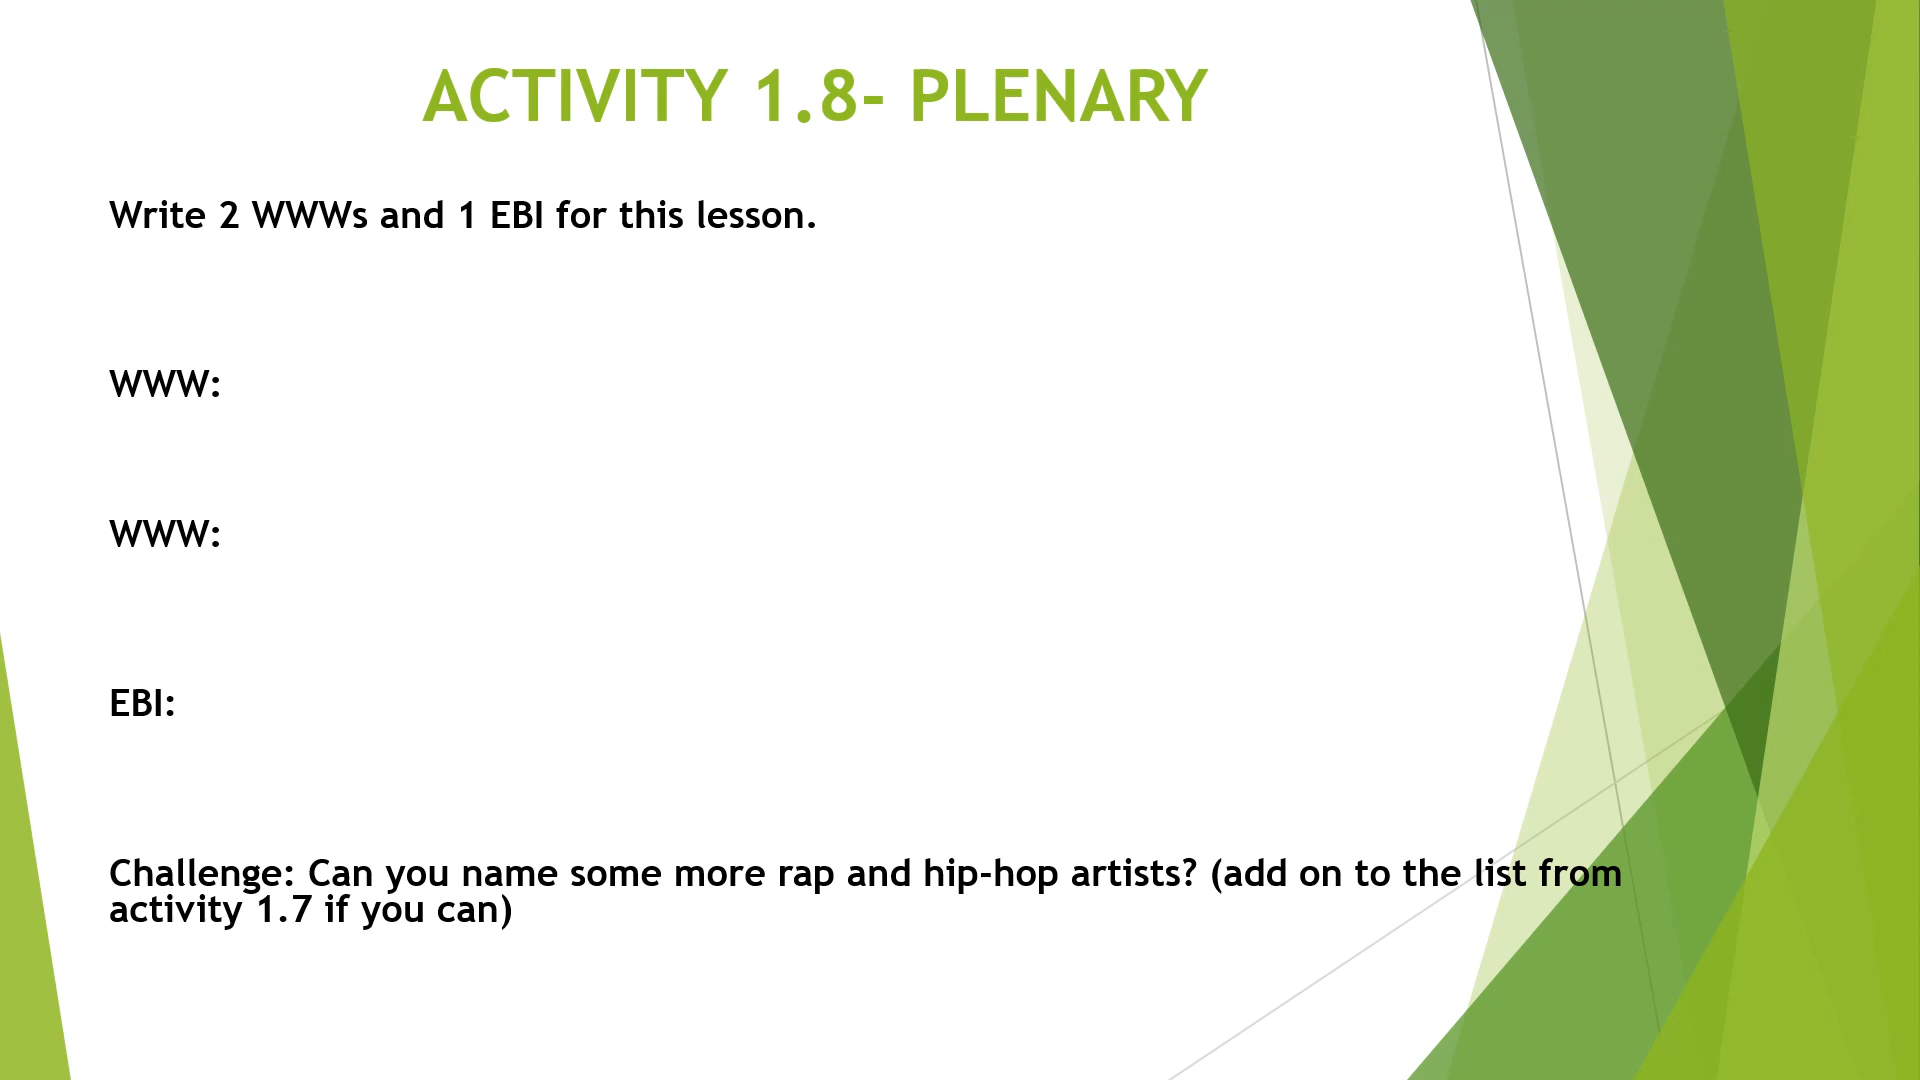 ACTIVITY 1.8- PLENARY
Write 2 WWWs and 1 EBI for this lesson.
WWW:
WWW:
EBI:
Challenge: Can you name some more rap and hip-hop artists? (add on to the list from
activity 1.7 if you can)